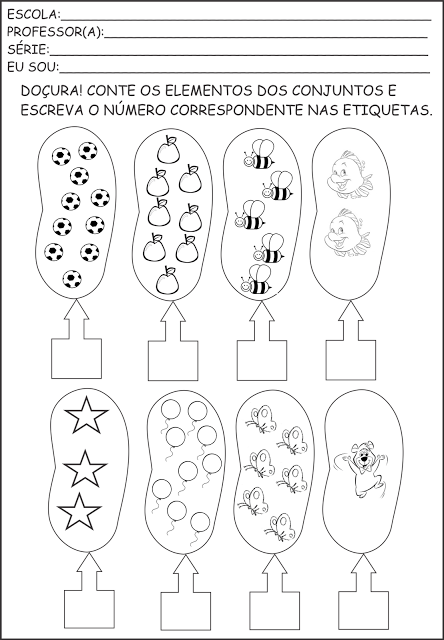 ESCOLA:
PROFESSOR(A):
SÉRIE:
EU SOU:
DOÇURA! CONTE OS ELEMENTOS DOS CONJUNTOS E
ESCREVA O NÚMERO CORRESPONDENTE NAS ETIQUETAS.